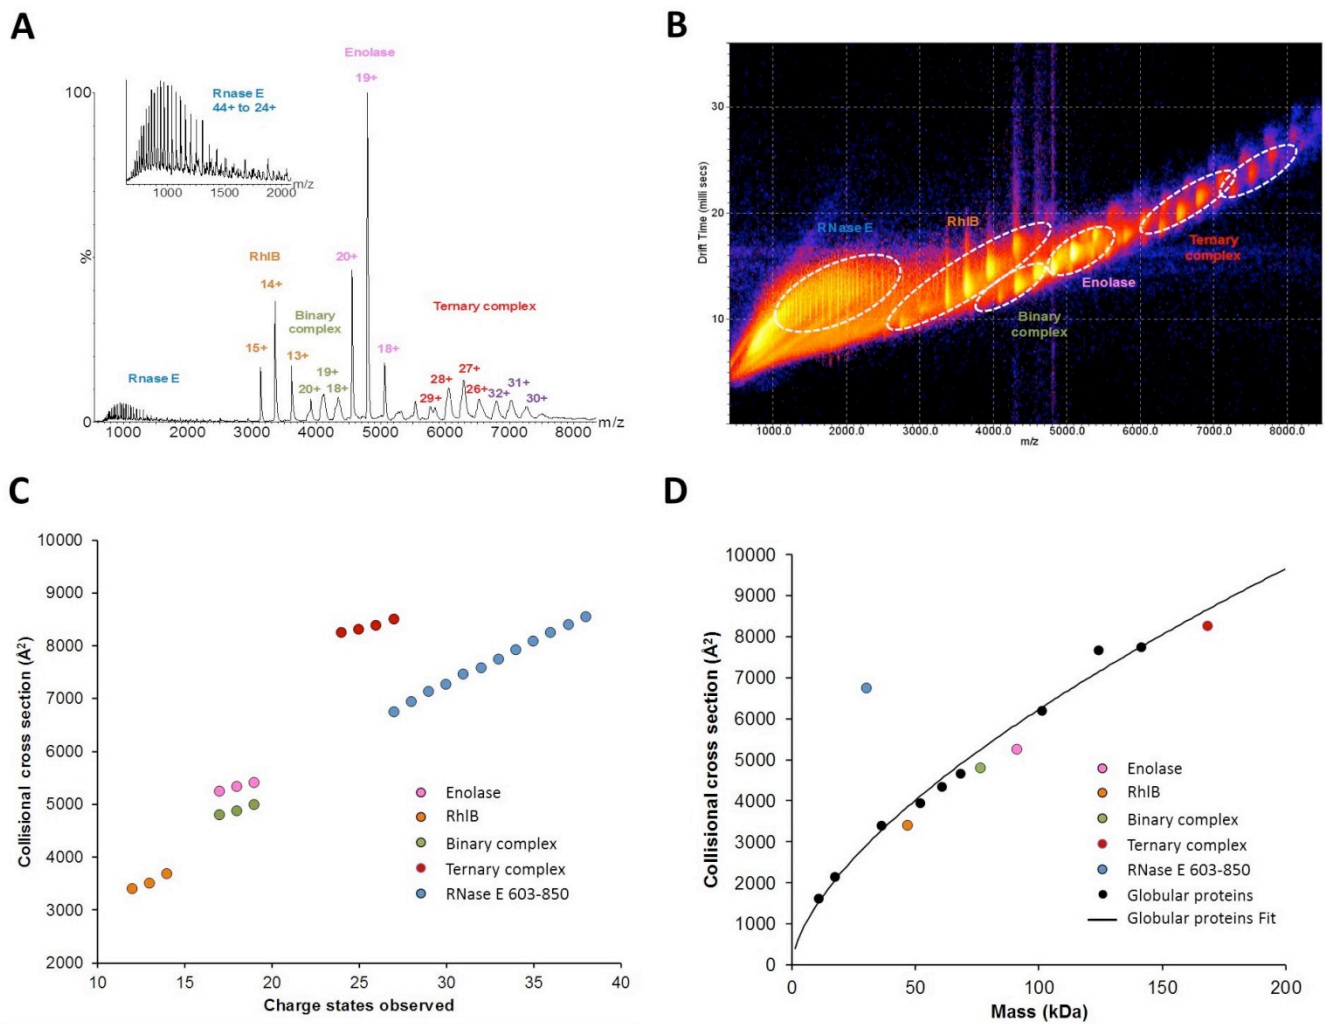 A
Enolase
19+
100
Rnase E
44+ to 24+
1000
1500
2000
m/z
%
20+
RhlB
14+
Binary
complex
Ternary complex
15+
13+
19+
20+
18+
18+
28+
27+
29+
26+
32+
31+
30+
Rnase E
0
1000
2000
3000
4000
5000
6000
7000
8000
m/z
B
Drift Time (milli secs)
30
20
10
RNase E
RhlB
Binary
complex
Enolase
Ternary
complex
1000.0
2000.0
3000.0
4000.0
5000.0
6000.0
7000.0
8000.0
m/z
C
Collisional cross section (Å²)
10000
9000
8000
7000
6000
5000
4000
3000
2000
Enolase
RhlB
Binary complex
Ternary complex
RNase E 603-850
10
15
20
25
30
35
40
Charge states observed
D
Collisional cross section (Å²)
10000
9000
8000
7000
6000
5000
4000
3000
2000
1000
0
Enolase
RhlB
Binary complex
Ternary complex
RNase E 603-850
Globular proteins
Globular proteins Fit
0
50
100
150
200
Mass (kDa)